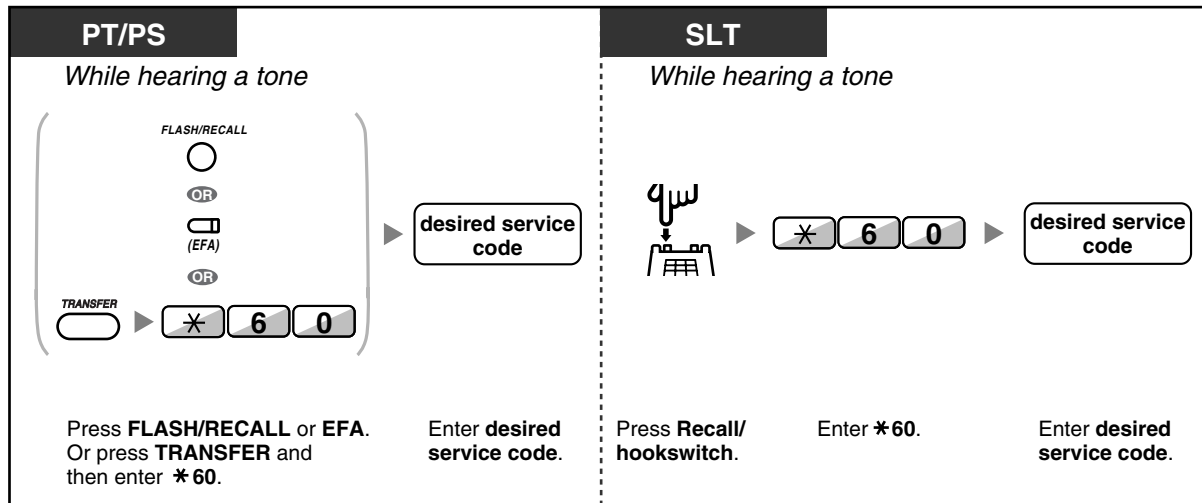 PT/PS
While hearing a tone
FLASH/RECALL
OR
(EFA)
OR
TRANSFER
* 6 0
desired service
code
Press FLASH/RECALL or EFA.
Or press TRANSFER and
then enter *60.
Enter desired
service code.
SLT
While hearing a tone
* 6 0
desired service
code
Press Recall/
hookswitch.
Enter *60.
Enter desired
service code.